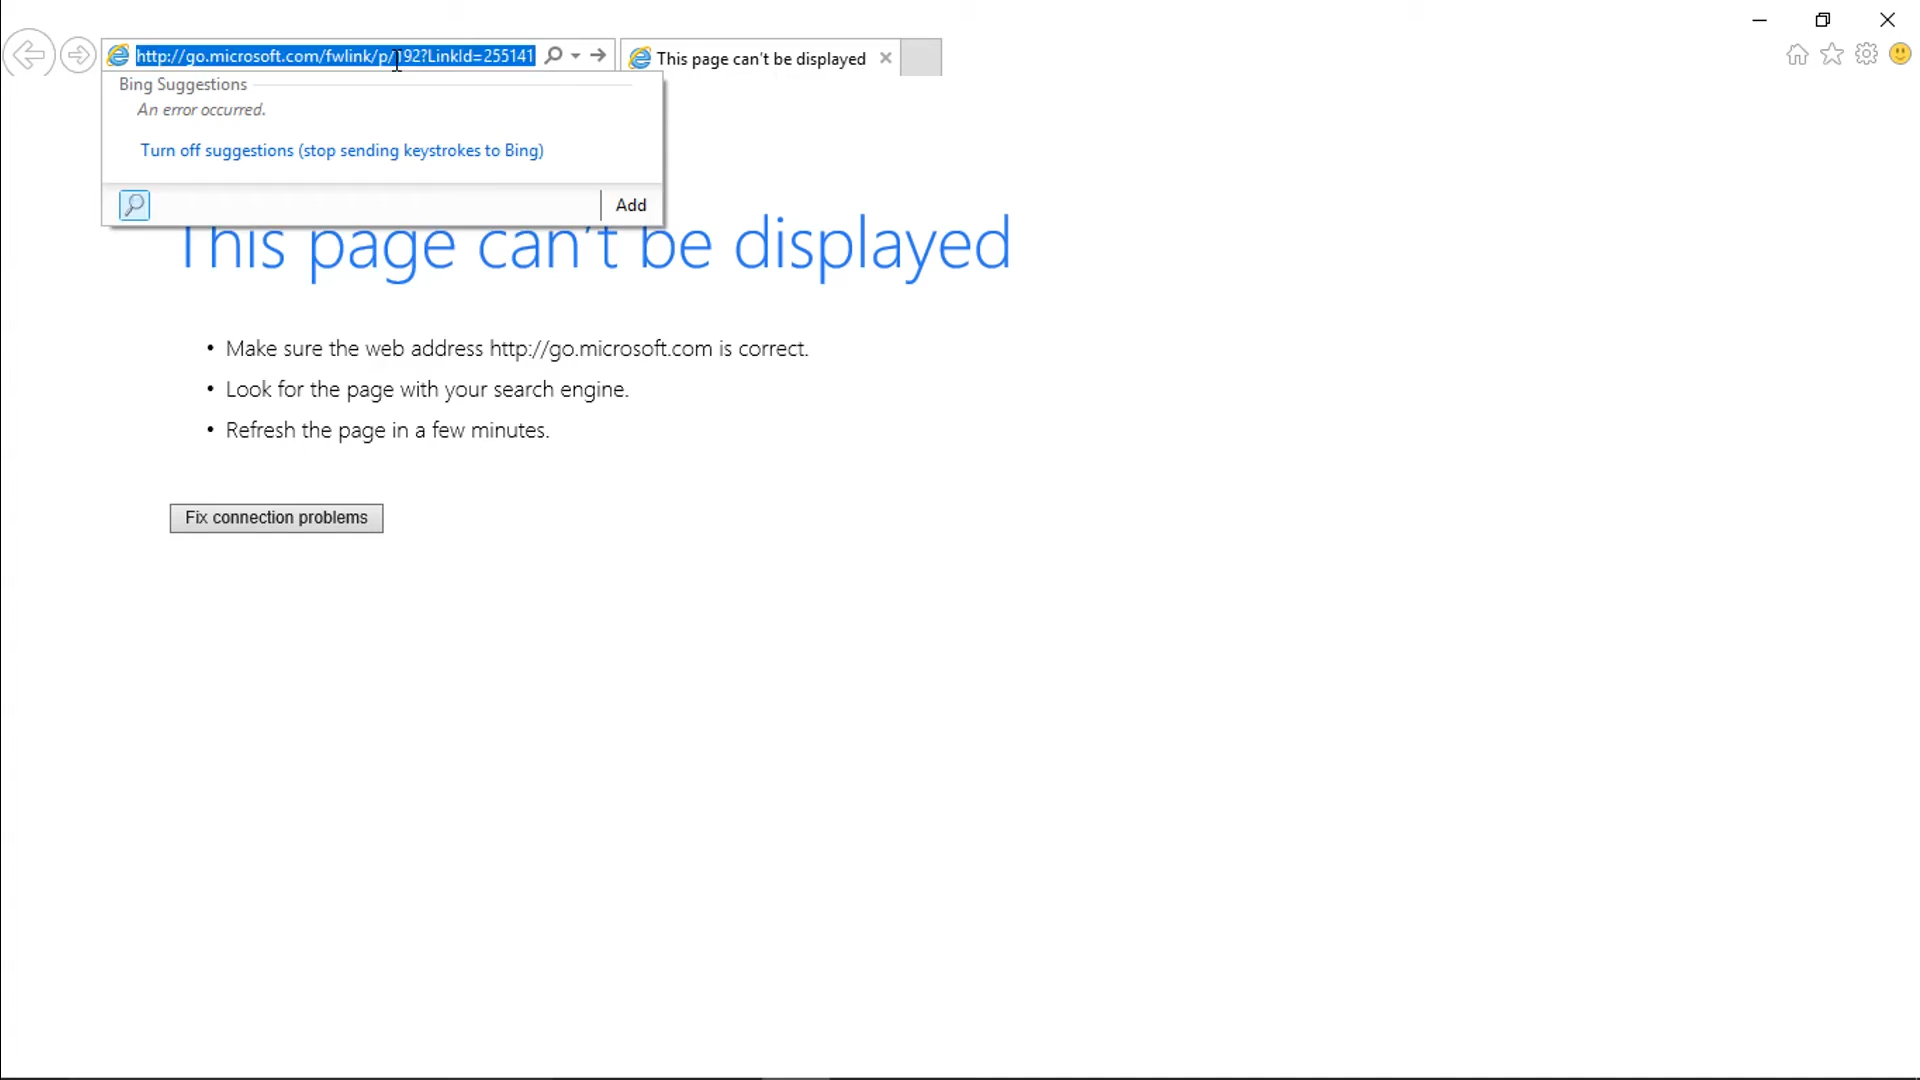 http://go.microsoft.com/fwlink/p/192?LinkId=255141
This page can't be displayed
Bing Suggestions
An error occurred.
Turn off suggestions (stop sending keystrokes to Bing)
Add
This page can't be displayed
• Make sure the web address http://go.microsoft.com is correct.
• Look for the page with your search engine.
• Refresh the page in a few minutes.
Fix connection problems